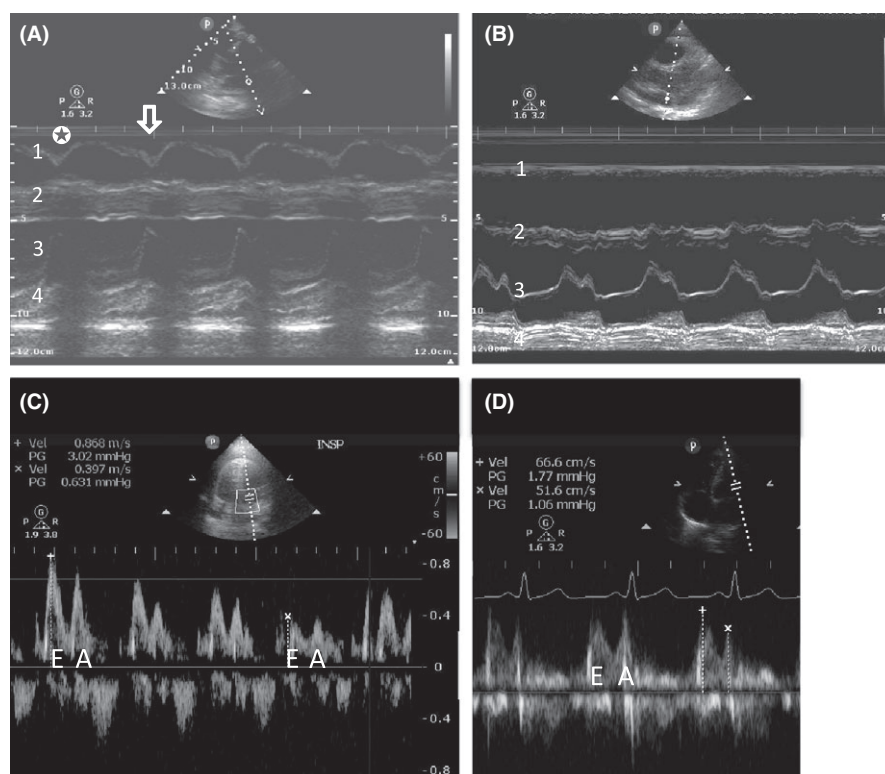 (A)
P
5
10
13.0cm
G
P R
1.6 3.2
1
2
5
5
3
4
10
10
12.0cm
12.0cm
(B)
P
G
P R
1.6 3.2
1
5
5
2
3
10
10
4
12.0cm
12.0cm
(C)
+ Vel 0.868 m/s
PG 3.02 mmHg
× Vel 0.397 m/s
PG 0.631 mmHg
P
INSP
+60
c
m
/
s
-60
G
P R
1.9 3.8
-0.8
-0.4
E A E A
0
-0.4
-0.8
(D)
P
+ Vel 66.6 cm/s
PG 1.77 mmHg
× Vel 51.6 cm/s
PG 1.06 mmHg
G
P R
1.6 3.2
E A